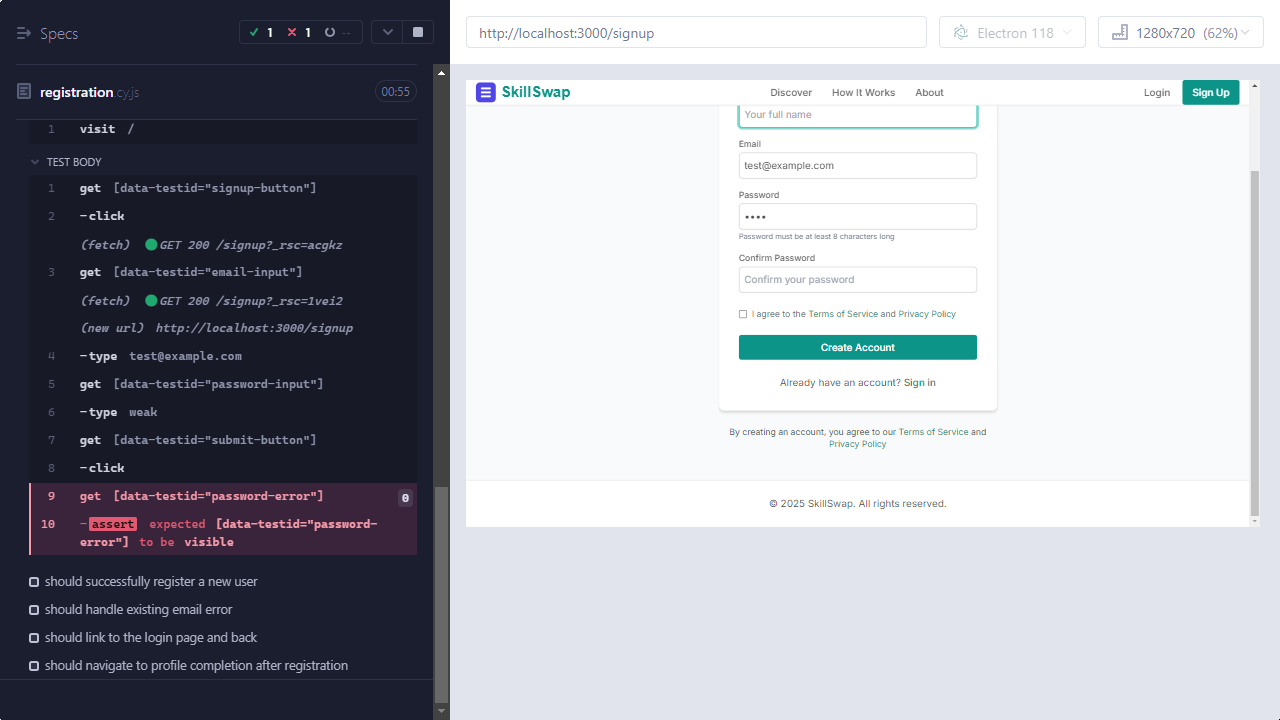 Specs
1
1
--
registration.cy.js
00:55
1 visit /
TEST BODY
1 get [data-testid="signup-button"]
2 -click
(fetch) GET 200 /signup?_rsc=acgkz
3 get [data-testid="email-input"]
(fetch) GET 200 /signup?_rsc=1vei2
(new url) http://localhost:3000/signup
4 -type test@example.com
5 get [data-testid="password-input"]
6 -type weak
7 get [data-testid="submit-button"]
8 -click
9 get [data-testid="password-error"] 0
10 -assert expected [data-testid="password-
error"] to be visible
should successfully register a new user
should handle existing email error
should link to the login page and back
should navigate to profile completion after registration
http://localhost:3000/signup
Electron 118
1280x720 (62%)
SkillSwap
Discover
How It Works
About
Login
Sign Up
Your full name
Email
test@example.com
Password
••••
Password must be at least 8 characters long
Confirm Password
Confirm your password
I agree to the Terms of Service and Privacy Policy
Create Account
Already have an account? Sign in
By creating an account, you agree to our Terms of Service and
Privacy Policy
© 2025 SkillSwap. All rights reserved.